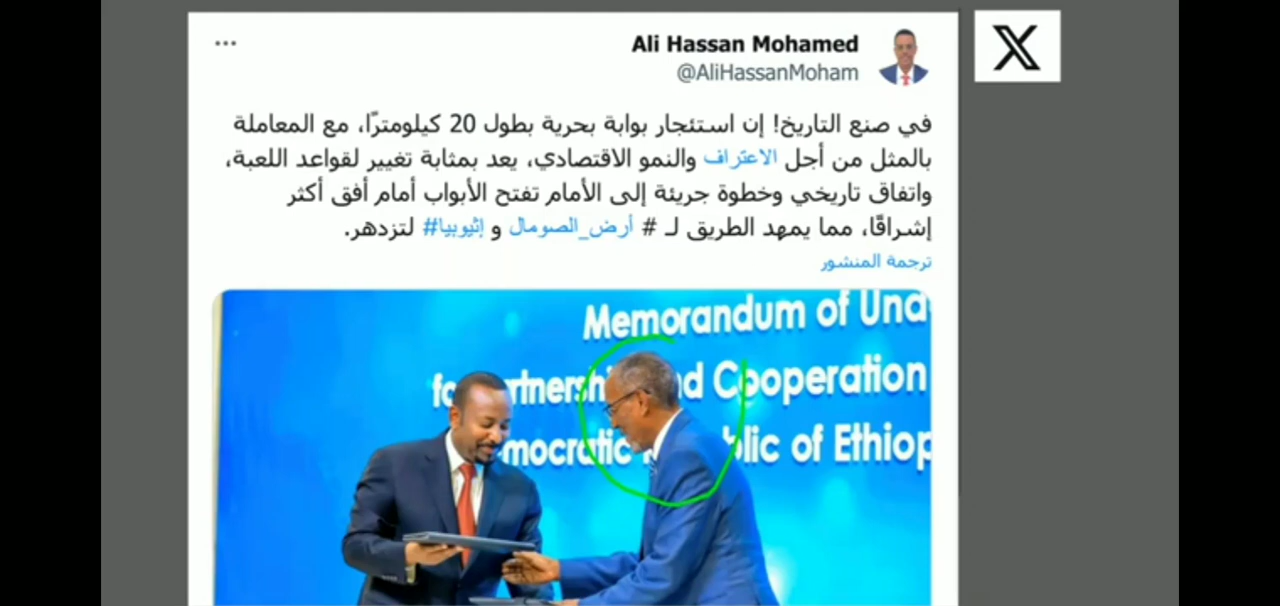 Ali Hassan Mohamed
@AliHassanMoham
في صنع التاريخ! إن استئجار بوابة بحرية بطول 20 كيلومترًا، مع المعاملة
بالمثل من أجل الاعتراف والنمو الاقتصادي، يعد بمثابة تغيير لقواعد اللعبة،
واتفاق تاريخي وخطوة جريئة إلى الأمام تفتح الأبواب أمام أفق أكثر
إشراقًا، مما يمهد الطريق لـ # أرض_الصومال و إثيوبيا# لتزدهر.
ترجمة المنشور
Memorandum of
and Cooperation
of